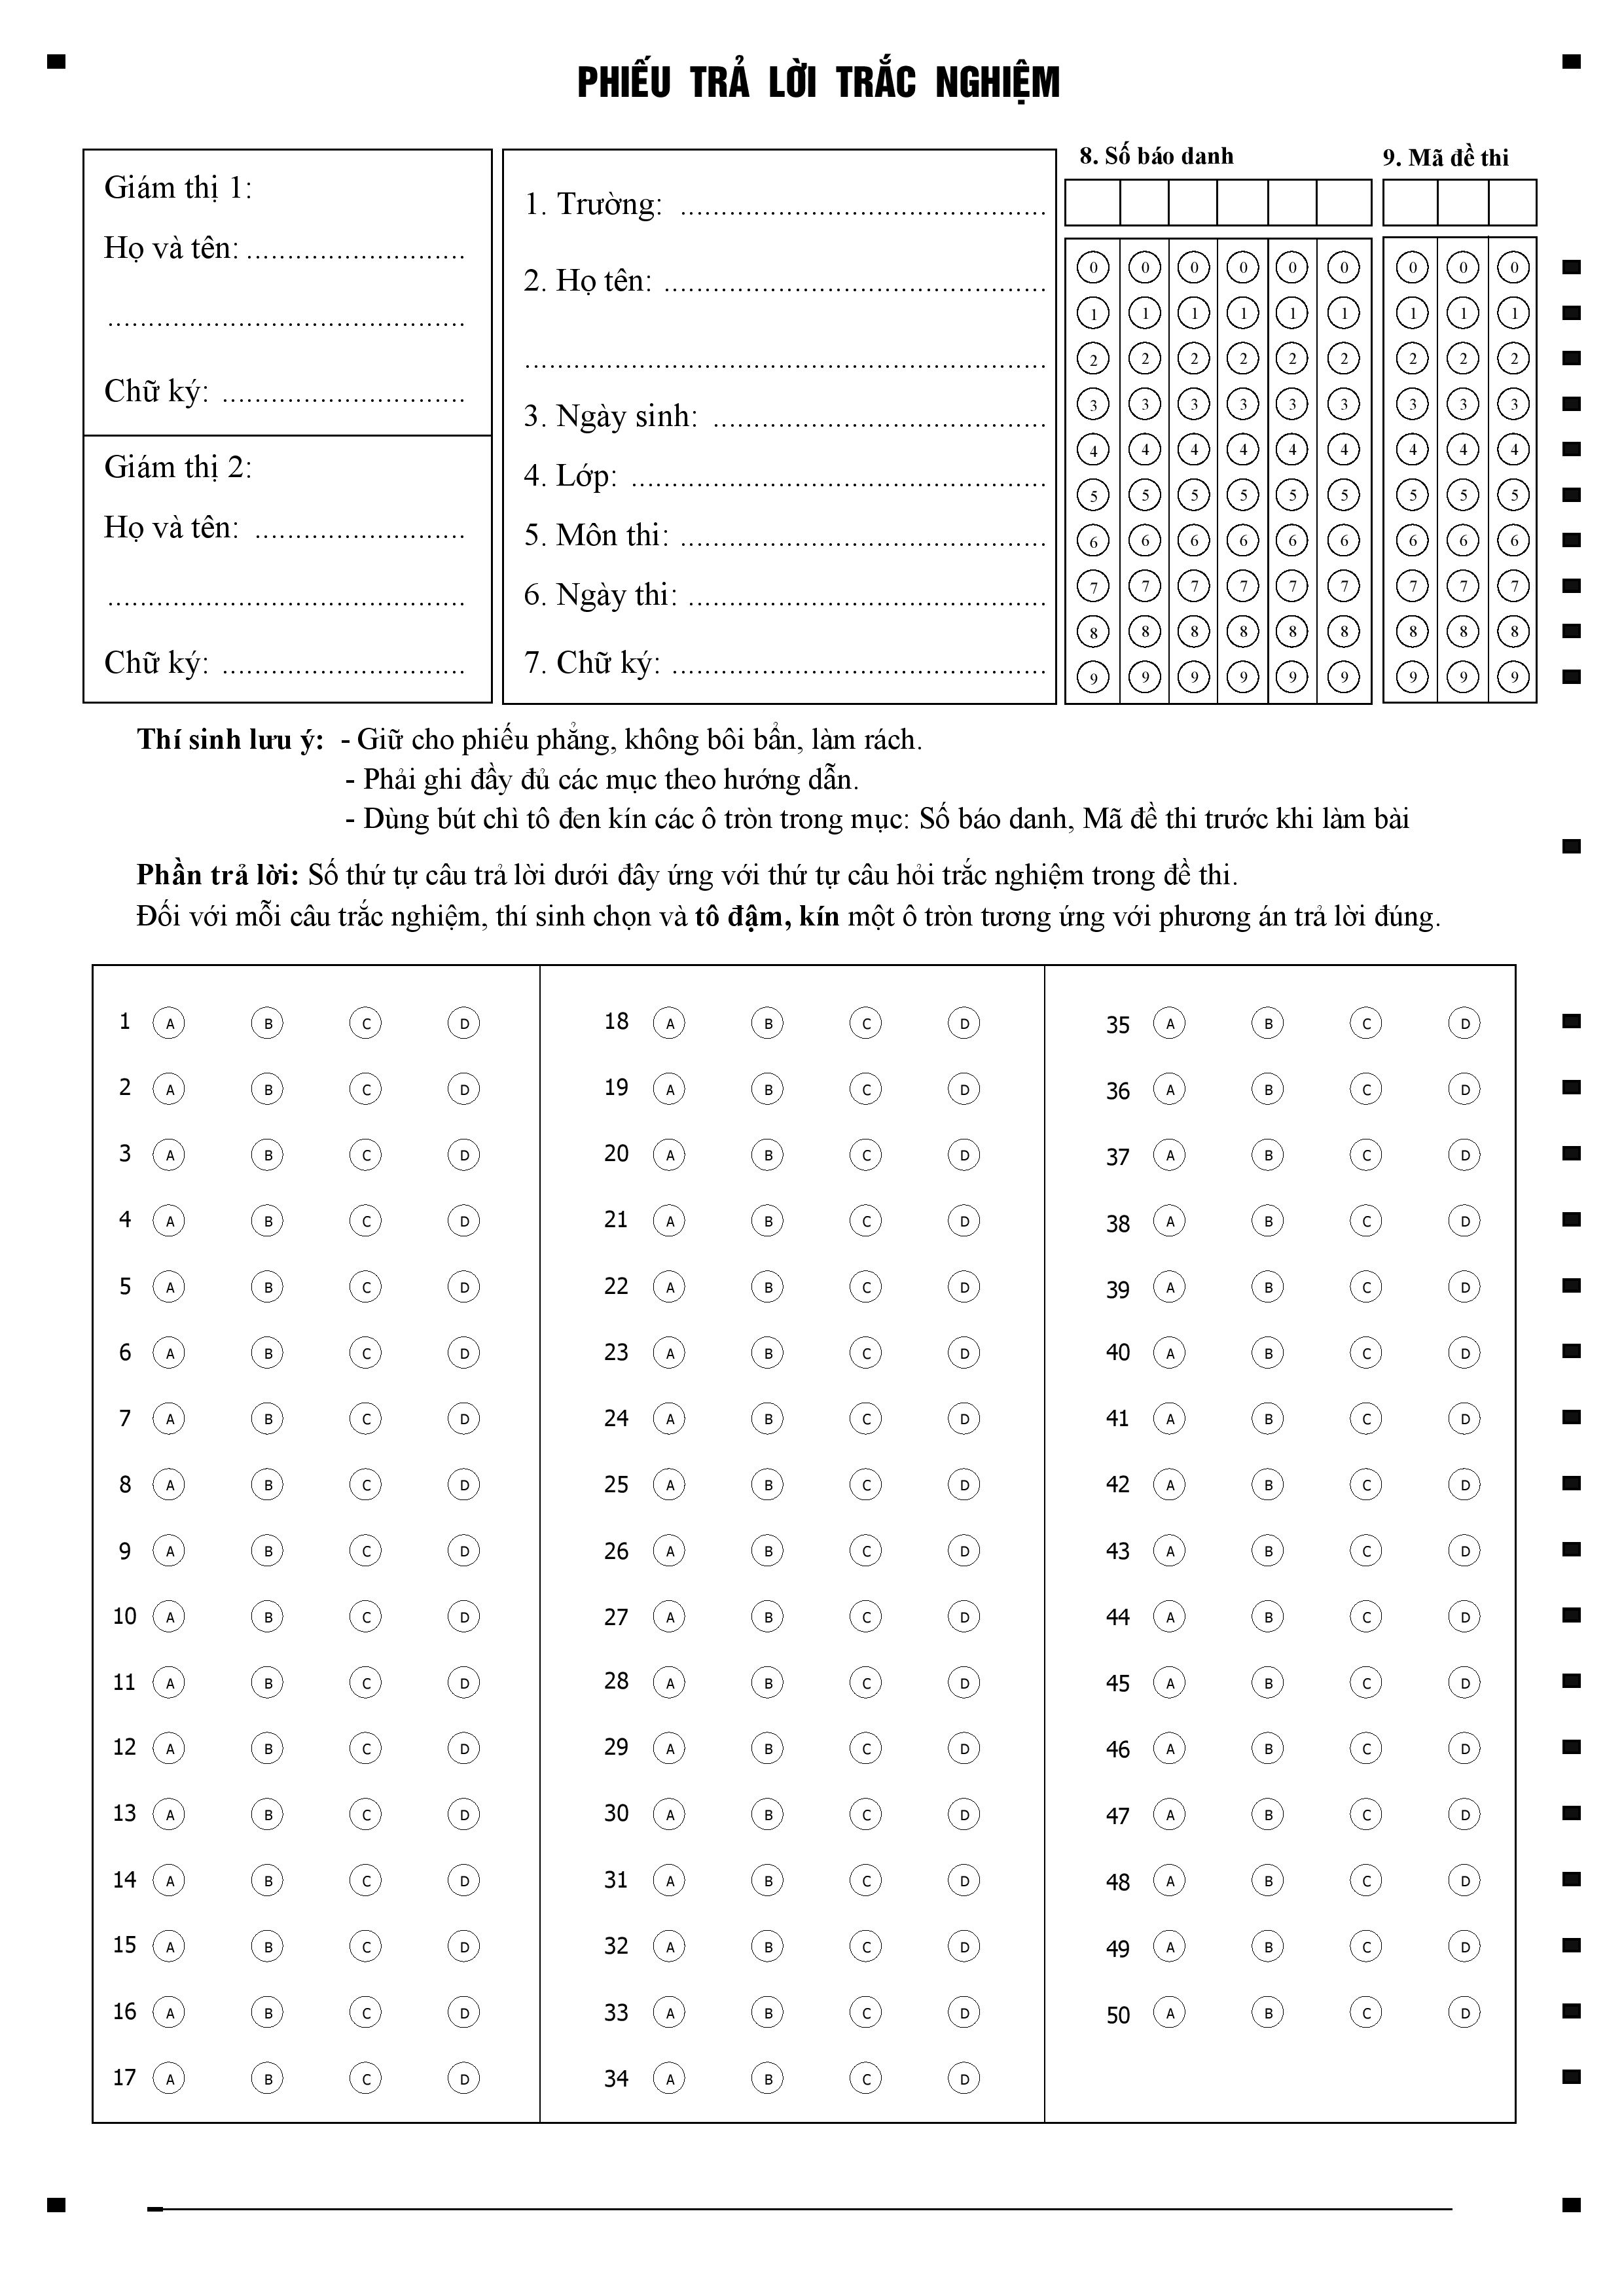 PHIẾU TRẢ LỜI TRẮC NGHIỆM
Giám thị 1:
Họ và tên: ...........................
............................................
Chữ ký: ..............................
Giám thị 2:
Họ và tên: ..........................
............................................
Chữ ký: ..............................
1. Trường: .............................................
2. Họ tên: ...............................................
................................................................
3. Ngày sinh: .........................................
4. Lớp: ...................................................
5. Môn thi: .............................................
6. Ngày thi: ............................................
7. Chữ ký: ..............................................
8. Số báo danh
0 0 0 0 0 0
1 1 1 1 1 1
2 2 2 2 2 2
3 3 3 3 3 3
4 4 4 4 4 4
5 5 5 5 5 5
6 6 6 6 6 6
7 7 7 7 7 7
8 8 8 8 8 8
9 9 9 9 9 9
9. Mã đề thi
0 0 0
1 1 1
2 2 2
3 3 3
4 4 4
5 5 5
6 6 6
7 7 7
8 8 8
9 9 9
Thí sinh lưu ý: - Giữ cho phiếu phẳng, không bôi bẩn, làm rách.
- Phải ghi đầy đủ các mục theo hướng dẫn.
- Dùng bút chì tô đen kín các ô tròn trong mục: Số báo danh, Mã đề thi trước khi làm bài
Phần trả lời: Số thứ tự câu trả lời dưới đây ứng với thứ tự câu hỏi trắc nghiệm trong đề thi.
Đối với mỗi câu trắc nghiệm, thí sinh chọn và tô đậm, kín một ô tròn tương ứng với phương án trả lời đúng.
1 A B C D
2 A B C D
3 A B C D
4 A B C D
5 A B C D
6 A B C D
7 A B C D
8 A B C D
9 A B C D
10 A B C D
11 A B C D
12 A B C D
13 A B C D
14 A B C D
15 A B C D
16 A B C D
17 A B C D
18 A B C D
19 A B C D
20 A B C D
21 A B C D
22 A B C D
23 A B C D
24 A B C D
25 A B C D
26 A B C D
27 A B C D
28 A B C D
29 A B C D
30 A B C D
31 A B C D
32 A B C D
33 A B C D
34 A B C D
35 A B C D
36 A B C D
37 A B C D
38 A B C D
39 A B C D
40 A B C D
41 A B C D
42 A B C D
43 A B C D
44 A B C D
45 A B C D
46 A B C D
47 A B C D
48 A B C D
49 A B C D
50 A B C D